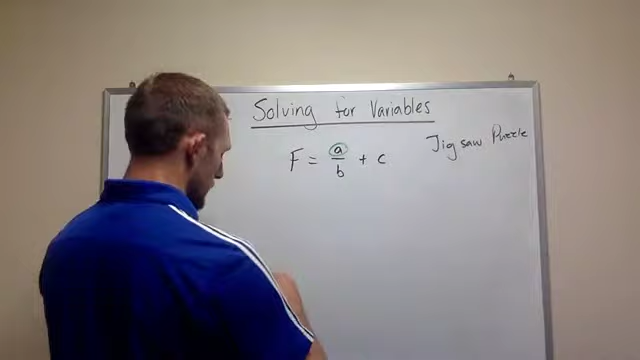 Solving for Variables
Jigsaw Puzzle
F = a/b + c